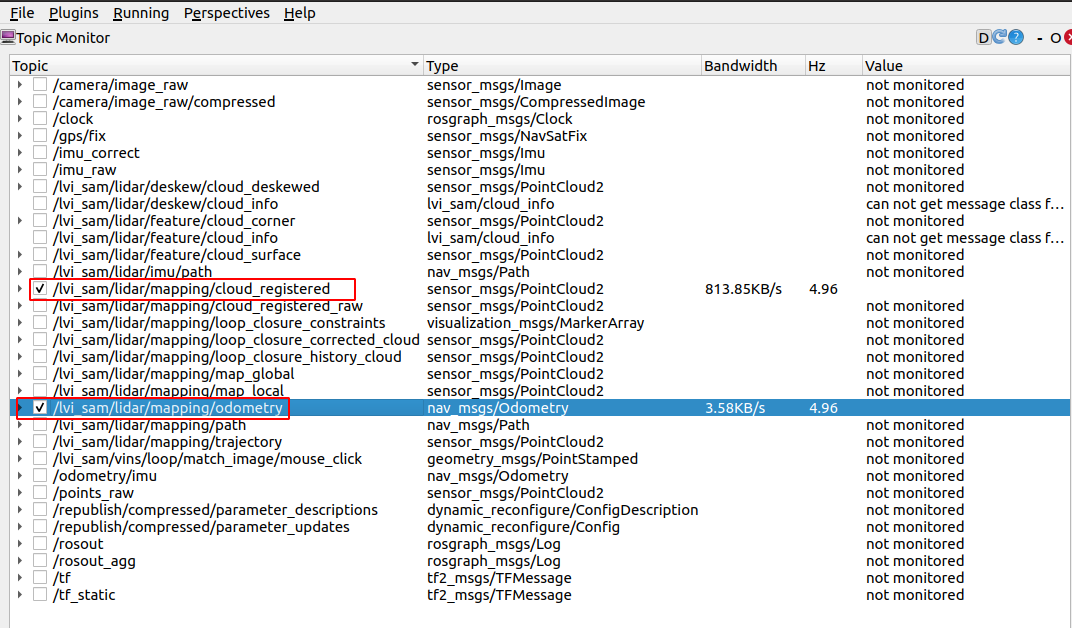 File Plugins Running Perspectives Help
Topic Monitor D ? - O
Topic Type Bandwidth Hz Value
/camera/image_raw sensor_msgs/Image not monitored
/camera/image_raw/compressed sensor_msgs/CompressedImage not monitored
/clock rosgraph_msgs/Clock not monitored
/gps/fix sensor_msgs/NavSatFix not monitored
/imu_correct sensor_msgs/Imu not monitored
/imu_raw sensor_msgs/Imu not monitored
/lvi_sam/lidar/deskew/cloud_deskewed sensor_msgs/PointCloud2 not monitored
/lvi_sam/lidar/deskew/cloud_info lvi_sam/cloud_info can not get message class f...
/lvi_sam/lidar/feature/cloud_corner sensor_msgs/PointCloud2 not monitored
/lvi_sam/lidar/feature/cloud_info lvi_sam/cloud_info can not get message class f...
/lvi_sam/lidar/feature/cloud_surface sensor_msgs/PointCloud2 not monitored
/lvi_sam/lidar/imu/path nav_msgs/Path not monitored
/lvi_sam/lidar/mapping/cloud_registered sensor_msgs/PointCloud2 813.85KB/s 4.96
/lvi_sam/lidar/mapping/cloud_registered_raw sensor_msgs/PointCloud2 not monitored
/lvi_sam/lidar/mapping/loop_closure_constraints visualization_msgs/MarkerArray not monitored
/lvi_sam/lidar/mapping/loop_closure_corrected_cloud sensor_msgs/PointCloud2 not monitored
/lvi_sam/lidar/mapping/loop_closure_history_cloud sensor_msgs/PointCloud2 not monitored
/lvi_sam/lidar/mapping/map_global sensor_msgs/PointCloud2 not monitored
/lvi_sam/lidar/mapping/map_local sensor_msgs/PointCloud2 not monitored
/lvi_sam/lidar/mapping/odometry nav_msgs/Odometry 3.58KB/s 4.96
/lvi_sam/lidar/mapping/path nav_msgs/Path not monitored
/lvi_sam/lidar/mapping/trajectory sensor_msgs/PointCloud2 not monitored
/lvi_sam/vins/loop/match_image/mouse_click geometry_msgs/PointStamped not monitored
/odometry/imu nav_msgs/Odometry not monitored
/points_raw sensor_msgs/PointCloud2 not monitored
/republish/compressed/parameter_descriptions dynamic_reconfigure/ConfigDescription not monitored
/republish/compressed/parameter_updates dynamic_reconfigure/Config not monitored
/rosout rosgraph_msgs/Log not monitored
/rosout_agg rosgraph_msgs/Log not monitored
/tf tf2_msgs/TFMessage not monitored
/tf_static tf2_msgs/TFMessage not monitored